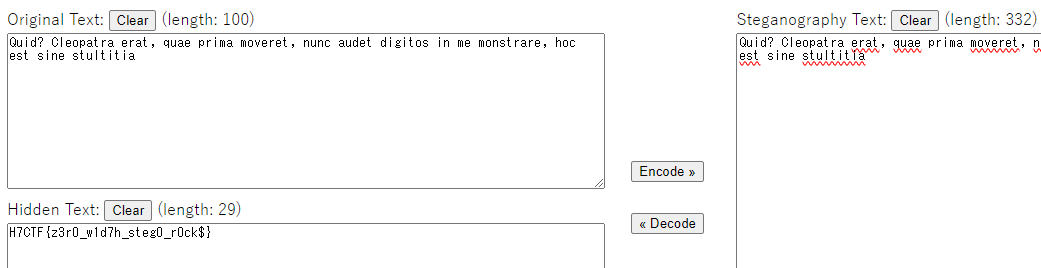 Original Text: Clear (length: 100)
Quid? Cleopatra erat, quae prima moveret, nunc audet digitos in me monstrare, hoc
est sine stultitia
Hidden Text: Clear (length: 29)
H7CTF{z3r0_w1d7h_steg0_r0ck$}
Encode »
« Decode
Steganography Text: Clear (length: 332)
Quid? Cleopatra erat, quae prima moveret, n
est sine stultitia